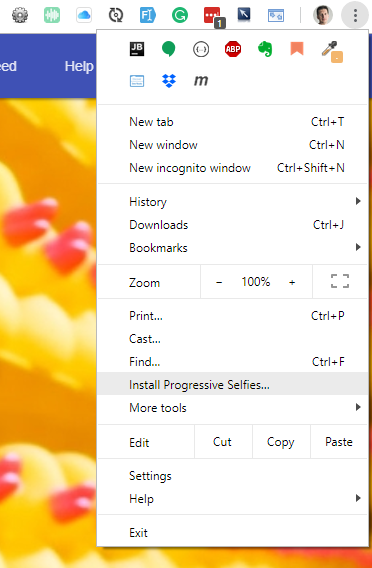 1
eed
Help
JB
ABP
m
New tab Ctrl+T
New window Ctrl+N
New incognito window Ctrl+Shift+N
History
Downloads Ctrl+J
Bookmarks
Zoom − 100% +
Print... Ctrl+P
Cast...
Find... Ctrl+F
Install Progressive Selfies...
More tools
Edit Cut Copy Paste
Settings
Help
Exit